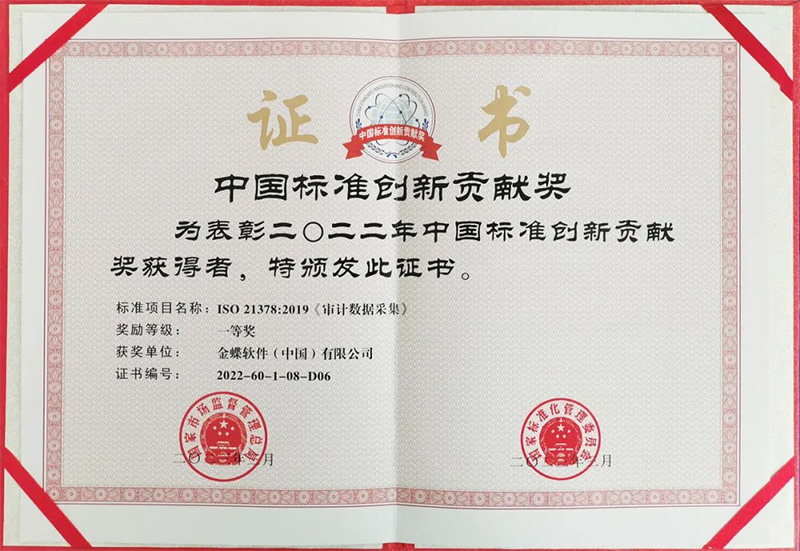 证 书
中国标准创新贡献奖
中国标准创新贡献奖
为表彰二〇二二年中国标准创新贡献
奖获得者，特颁发此证书。
标准项目名称：ISO 21378:2019《审计数据采集》
奖励等级： 一等奖
获奖单位： 金蝶软件（中国）有限公司
证书编号： 2022-60-1-08-D06
国家市场监督管理总局
国家标准化管理委员会